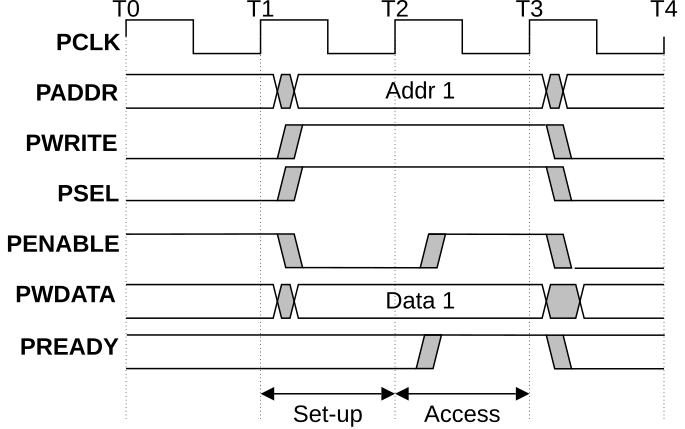 T0 T1 T2 T3 T4
PCLK
PADDR Addr 1
PWRITE
PSEL
PENABLE
PWDATA Data 1
PREADY
Set-up Access